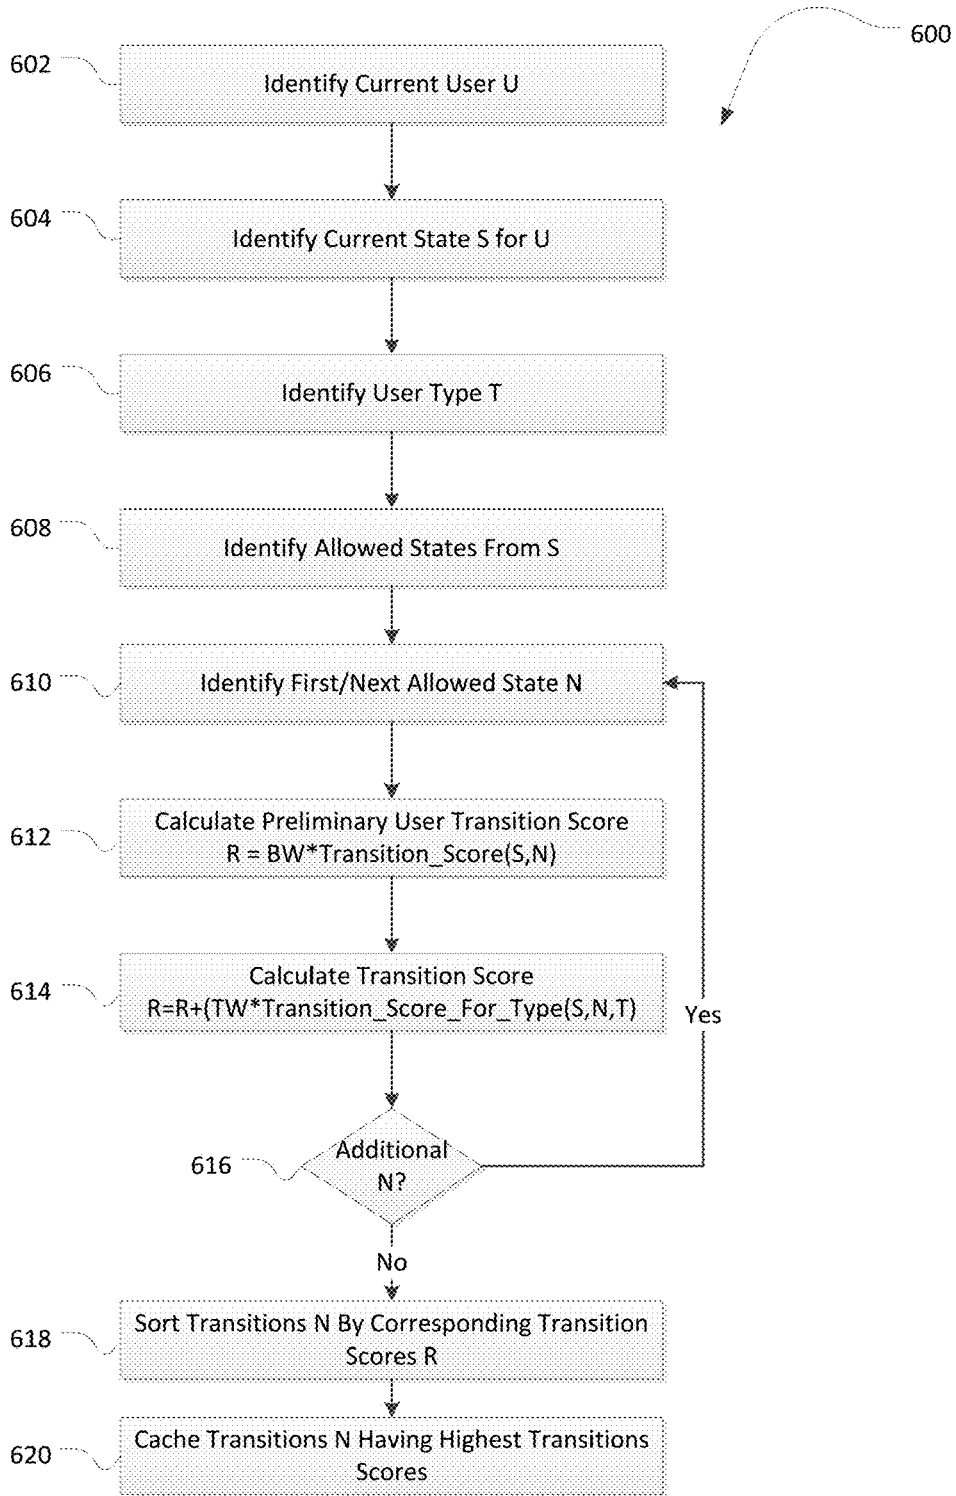 600
602
Identify Current User U
604
Identify Current State S for U
606
Identify User Type T
608
Identify Allowed States From S
610
Identify First/Next Allowed State N
612
Calculate Preliminary User Transition Score
R = BW*Transition_Score(S,N)
614
Calculate Transition Score
R=R+(TW*Transition_Score_For_Type(S,N,T)
Yes
616
Additional
N?
No
618
Sort Transitions N By Corresponding Transition
Scores R
620
Cache Transitions N Having Highest Transitions
Scores